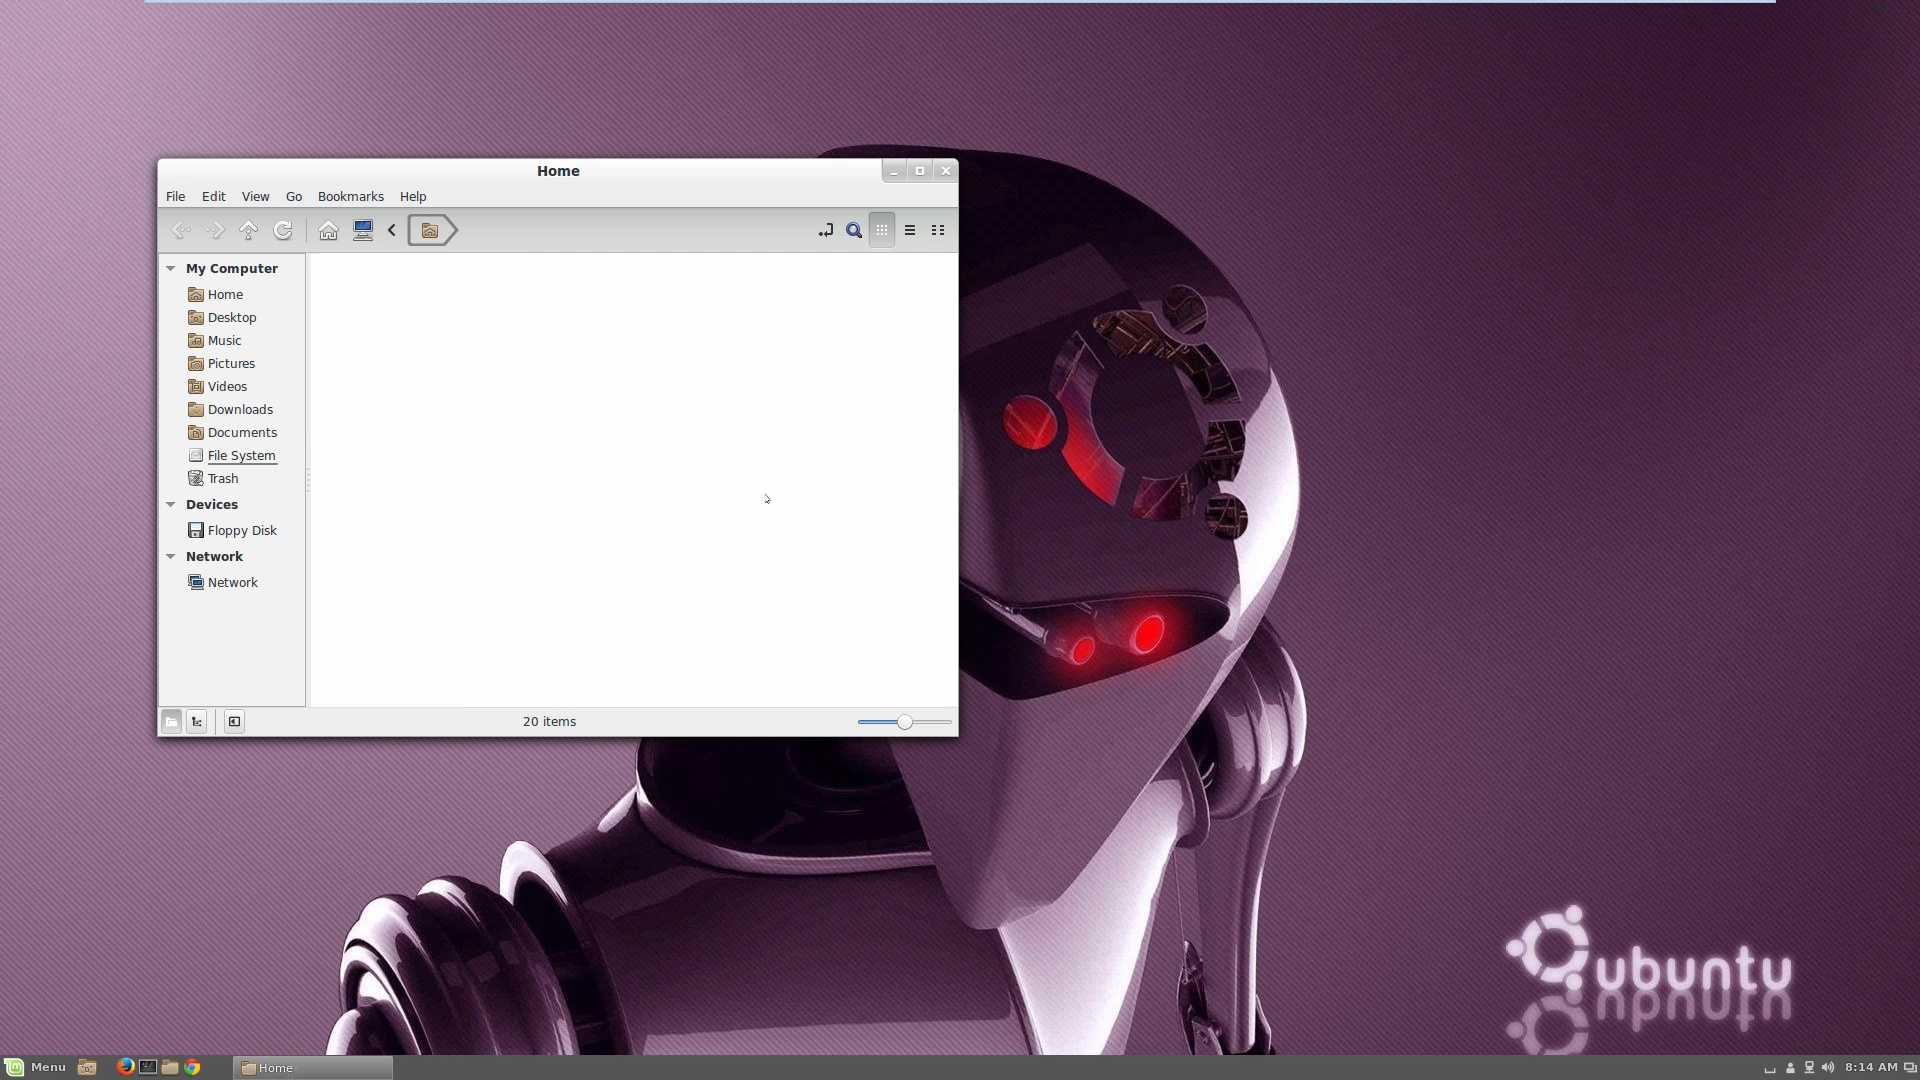 Home
File Edit View Go Bookmarks Help
My Computer
Home
Desktop
Music
Pictures
Videos
Downloads
Documents
File System
Trash
Devices
Floppy Disk
Network
Network
20 items
ubuntu
Menu
Home
8:14 AM